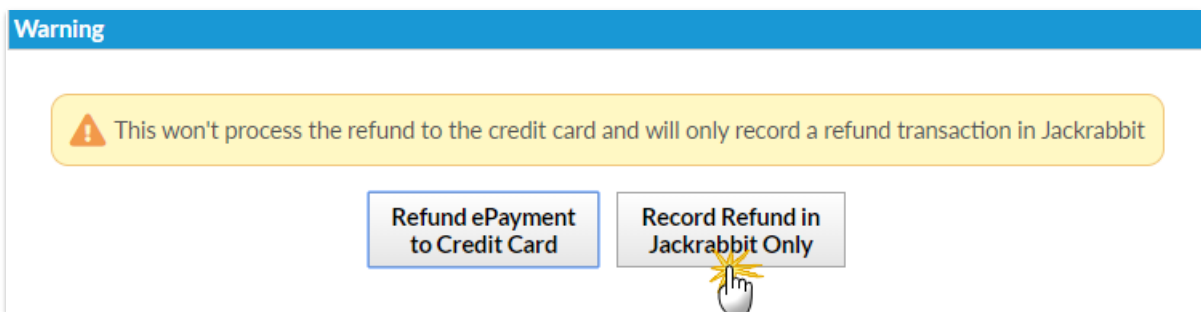 Warning
This won't process the refund to the credit card and will only record a refund transaction in Jackrabbit
Refund ePayment
to Credit Card
Record Refund in
Jackrabbit Only